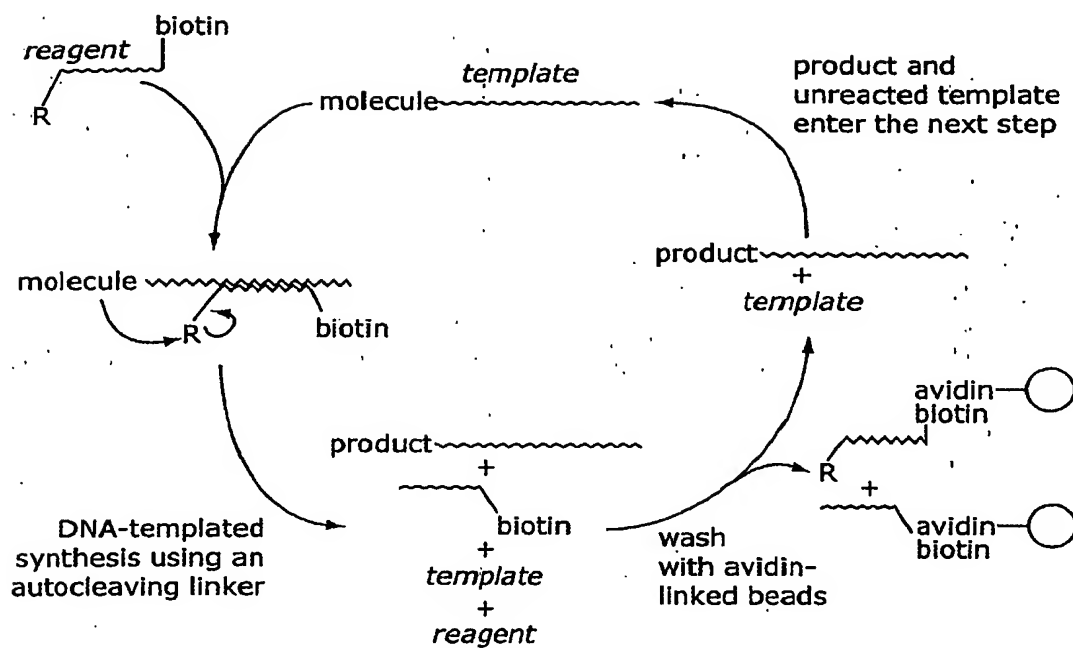 biotin
reagent
R
template
molecule
product and
unreacted template
enter the next step
molecule
R
biotin
product
+
template
DNA-templated
synthesis using an
autocleaving linker
product
+
biotin
+
template
+
reagent
wash
with avidin-
linked beads
avidin
biotin
R
+
avidin
biotin